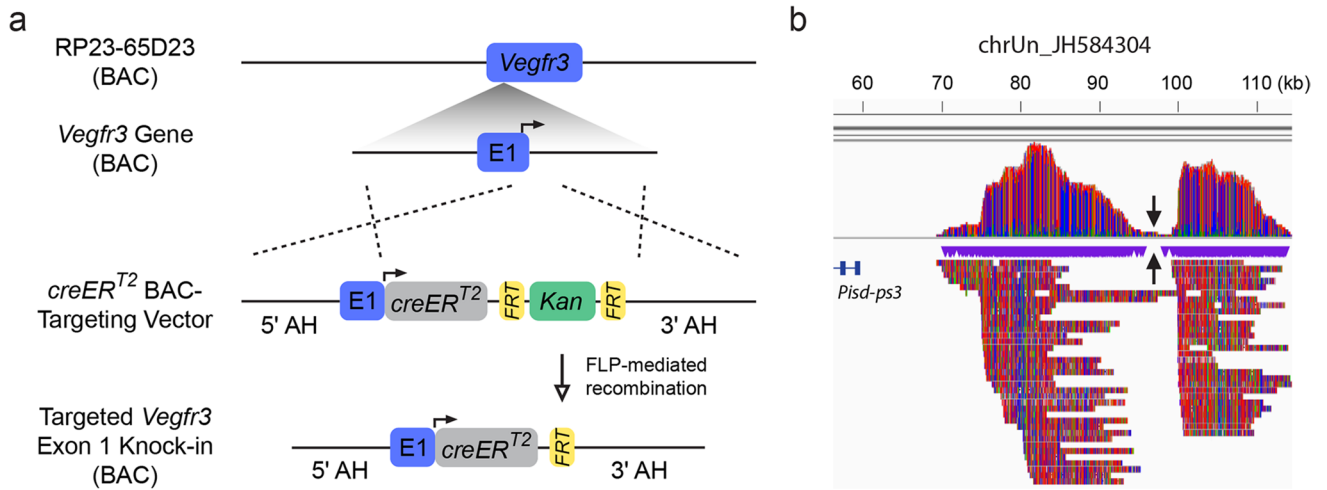 a
RP23-65D23
(BAC)
Vegfr3
Vegfr3 Gene
(BAC)
E1
creER^T2 BAC-
Targeting Vector
E1 creER^T2 FRT Kan FRT
5' AH 3' AH
FLP-mediated
recombination
Targeted Vegfr3
Exon 1 Knock-in
(BAC)
E1 creER^T2 FRT
5' AH 3' AH
b
chrUn_JH584304
60 70 80 90 100 110 (kb)
Pisd-ps3